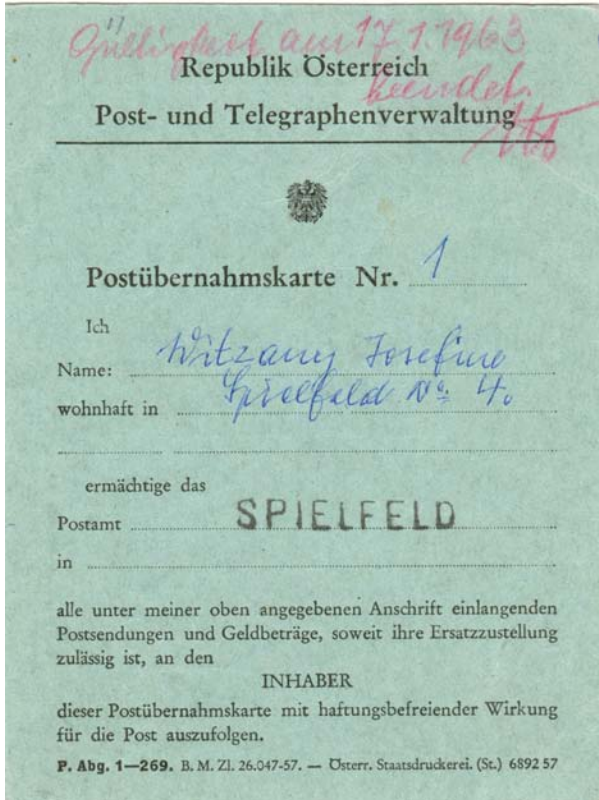 Gültigkeit am 17.1.1963
Republik Österreich
beendet.
Post- und Telegraphenverwaltung
Postübernahmskarte Nr. 1
Ich
Name: Witzany Josefine
wohnhaft in Spielfeld No. 4.
ermächtige das
Postamt SPIELFELD
in
alle unter meiner oben angegebenen Anschrift einlangenden
Postsendungen und Geldbeträge, soweit ihre Ersatzzustellung
zulässig ist, an den
INHABER
dieser Postübernahmskarte mit haftungsbefreiender Wirkung
für die Post auszufolgen.
P. Abg. 1—269. B. M. Zl. 26.047-57. — Österr. Staatsdruckerei. (St.) 6892 57